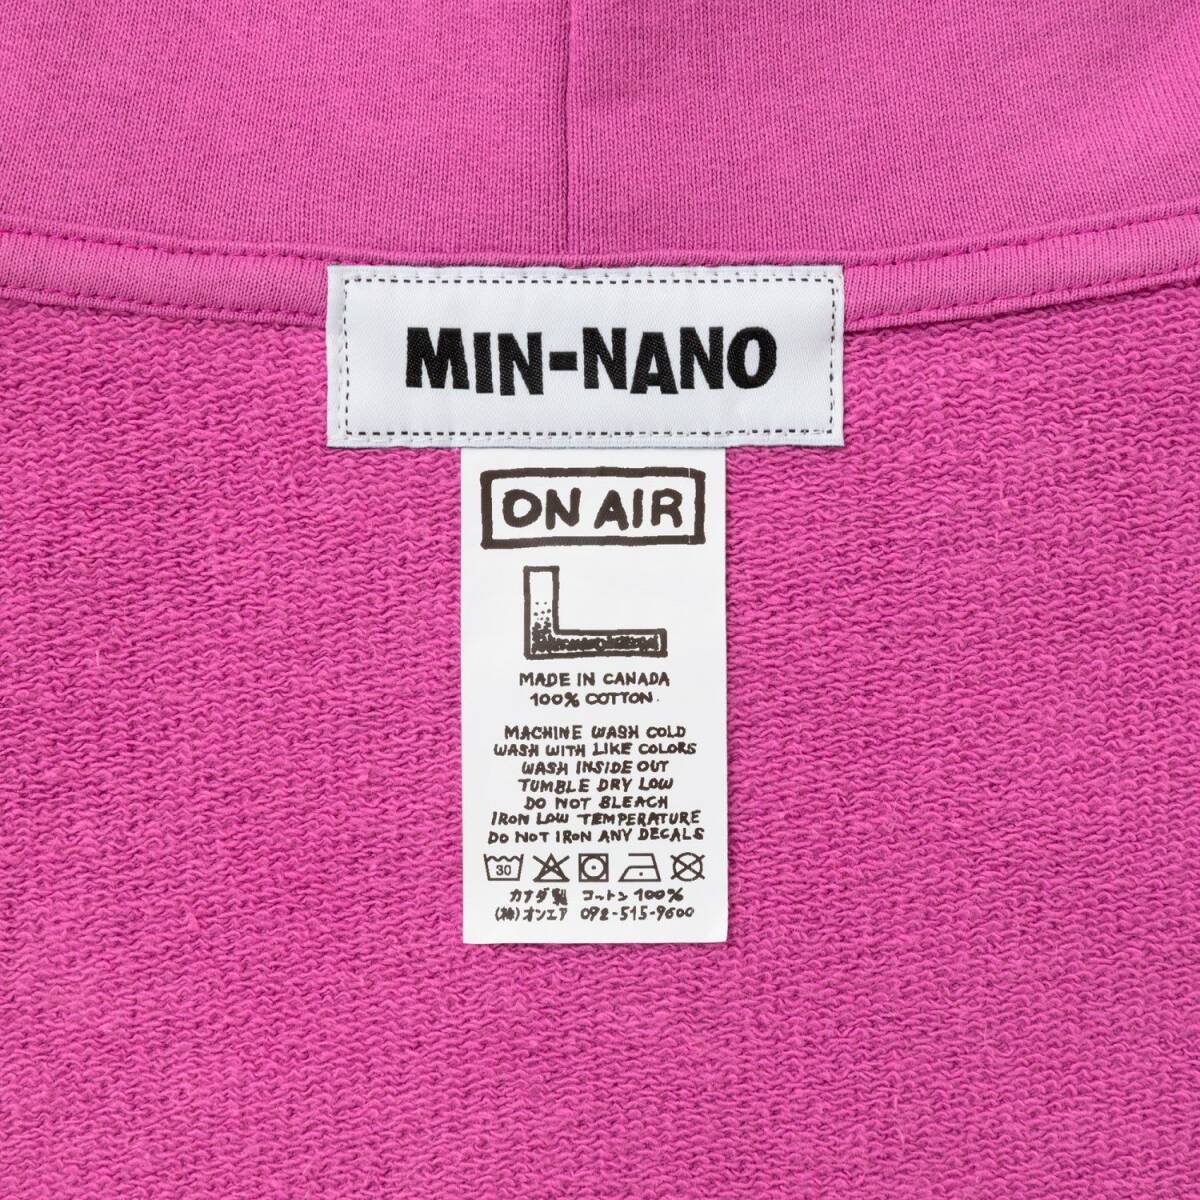 MIN-NANO
ON AIR
L
MADE IN CANADA
100% COTTON.
MACHINE WASH COLD
WASH WITH LIKE COLORS
WASH INSIDE OUT
TUMBLE DRY LOW
DO NOT BLEACH
IRON LOW TEMPERATURE
DO NOT IRON ANY DECALS
30
カナダ製 コットン 100%
(株)オンエア 092-515-9600